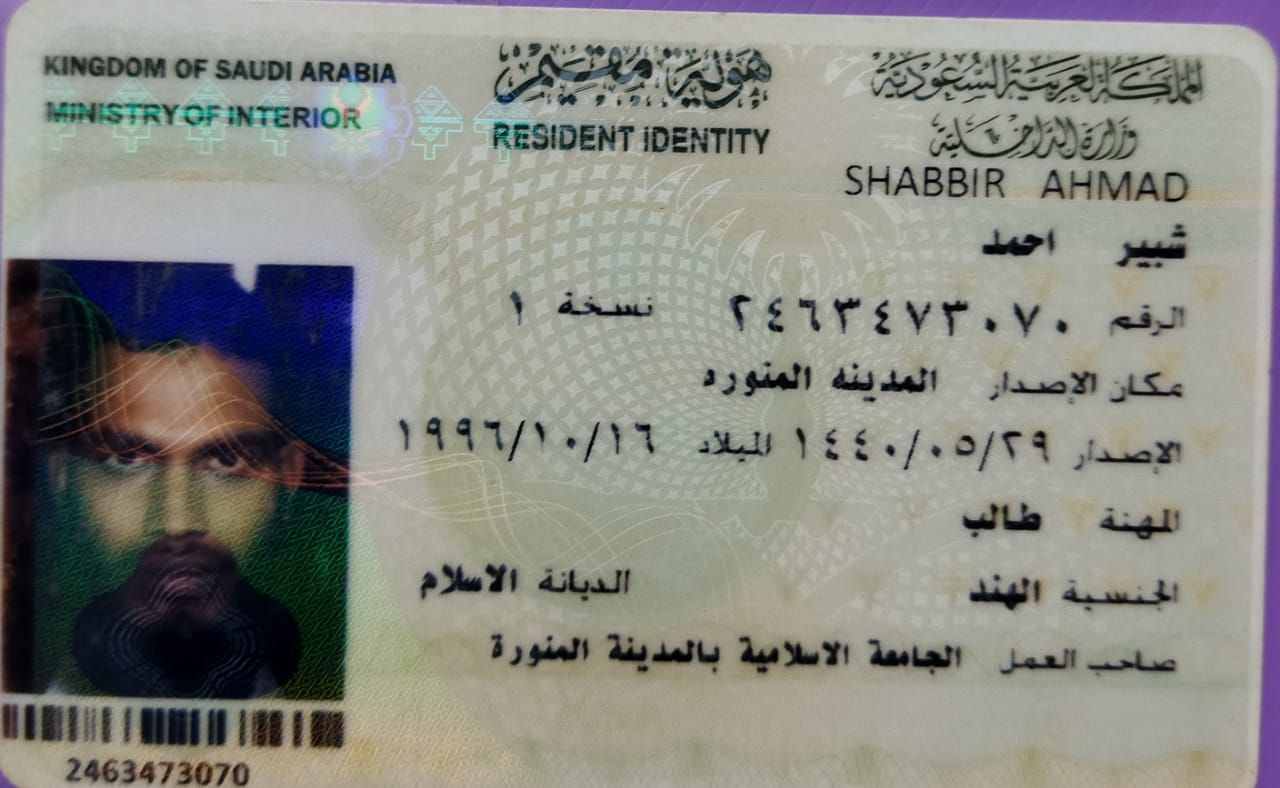 KINGDOM OF SAUDI ARABIA
MINISTRY OF INTERIOR
هوية مقيم
RESIDENT IDENTITY
المملكة العربية السعودية
وزارة الداخلية
SHABBIR AHMAD
شبير احمد
الرقم ٢٤٦٣٤٧٣٠٧٠ نسخة ١
مكان الإصدار المدينه المنوره
الإصدار ١٤٤٠/٠٥/٢٩ الميلاد ١٩٩٦/١٠/١٦
المهنة طالب
الجنسية الهند الديانة الاسلام
صاحب العمل الجامعة الاسلامية بالمدينة المنورة
2463473070